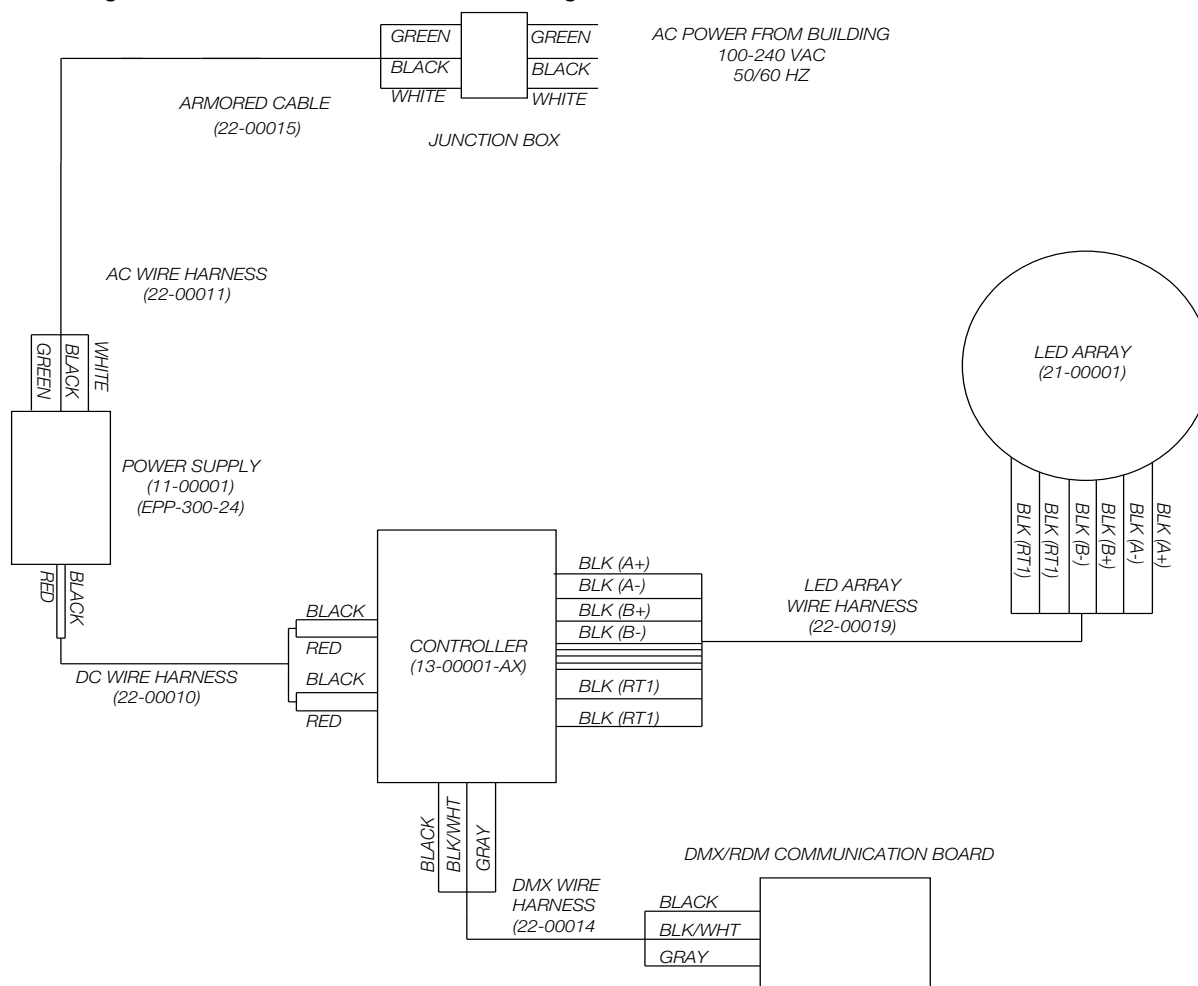 GREEN
BLACK
WHITE
GREEN
BLACK
WHITE
AC POWER FROM BUILDING
100-240 VAC
50/60 HZ
ARMORED CABLE
(22-00015)
JUNCTION BOX
AC WIRE HARNESS
(22-00011)
GREEN
BLACK
WHITE
LED ARRAY
(21-00001)
POWER SUPPLY
(11-00001)
(EPP-300-24)
BLK (RT1)
BLK (RT1)
BLK (B-)
BLK (B+)
BLK (A-)
BLK (A+)
RED
BLACK
BLK (A+)
BLK (A-)
BLK (B+)
BLK (B-)
BLK (RT1)
BLK (RT1)
LED ARRAY
WIRE HARNESS
(22-00019)
BLACK
RED
BLACK
RED
CONTROLLER
(13-00001-AX)
DC WIRE HARNESS
(22-00010)
BLACK
BLK/WHT
GRAY
DMX/RDM COMMUNICATION BOARD
DMX WIRE
HARNESS
(22-00014
BLACK
BLK/WHT
GRAY